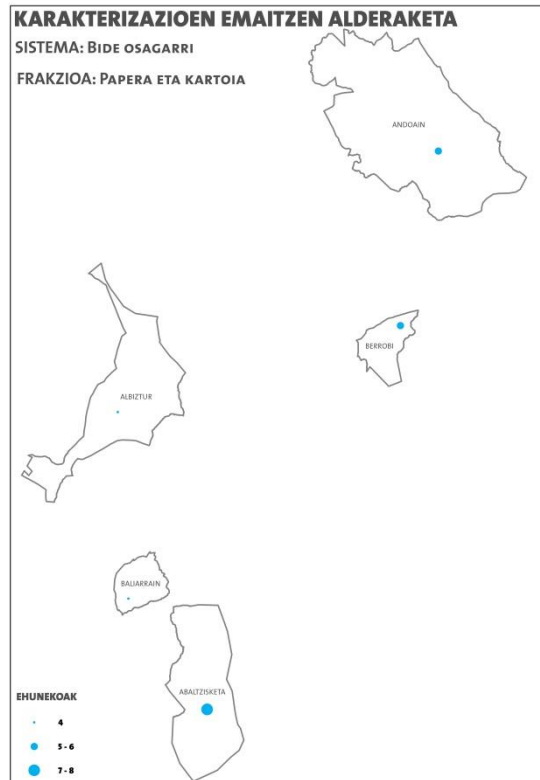 KARAKTERIZAZIOEN EMAITZEN ALDERAKETA
SISTEMA: BIDE OSAGARRI
FRAKZIOA: PAPERA ETA KARTOIA
ANDOAIN
BERROBI
ALBIZTUR
BALIARRAIN
ABALTZISKETA
EHUNEKOAK
4
5 - 6
7 - 8